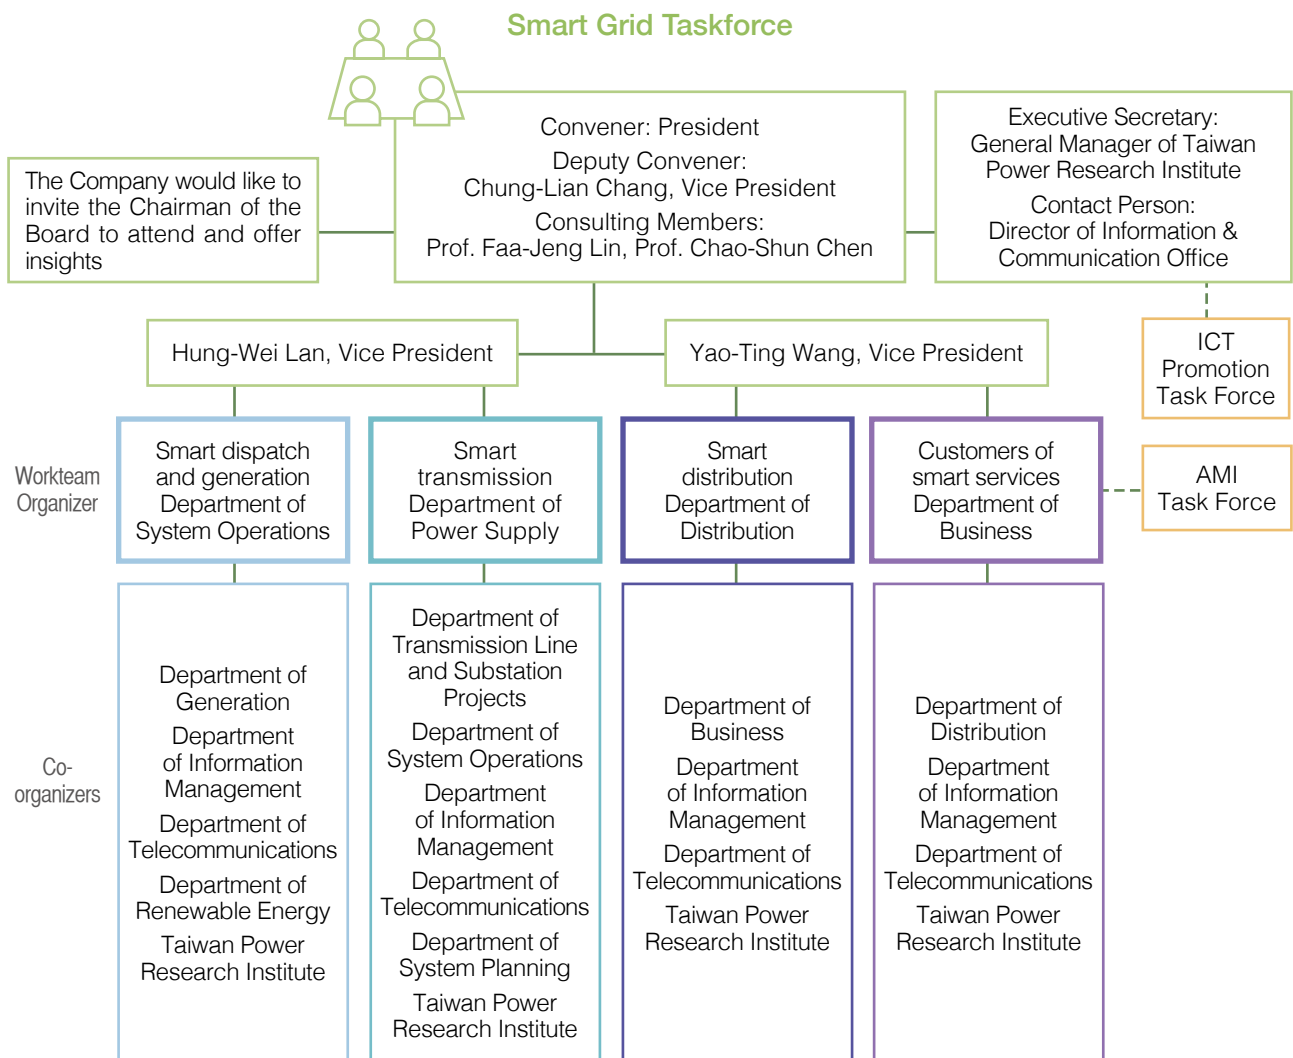 Smart Grid Taskforce
Convener: President
Deputy Convener:
Chung-Lian Chang, Vice President
Consulting Members:
Prof. Faa-Jeng Lin, Prof. Chao-Shun Chen
Executive Secretary:
General Manager of Taiwan
Power Research Institute
Contact Person:
Director of Information &
Communication Office
The Company would like to
invite the Chairman of the
Board to attend and offer
insights
Hung-Wei Lan, Vice President
Yao-Ting Wang, Vice President
ICT
Promotion
Task Force
Workteam
Organizer
Smart dispatch
and generation
Department of
System Operations
Smart
transmission
Department of
Power Supply
Smart
distribution
Department of
Distribution
Customers of
smart services
Department of
Business
AMI
Task Force
Co-
organizers
Department of
Generation
Department
of Information
Management
Department of
Telecommunications
Department of
Renewable Energy
Taiwan Power
Research Institute
Department of
Transmission Line
and Substation
Projects
Department of
System Operations
Department
of Information
Management
Department of
Telecommunications
Department of
System Planning
Taiwan Power
Research Institute
Department of
Business
Department
of Information
Management
Department of
Telecommunications
Taiwan Power
Research Institute
Department of
Distribution
Department
of Information
Management
Department of
Telecommunications
Taiwan Power
Research Institute